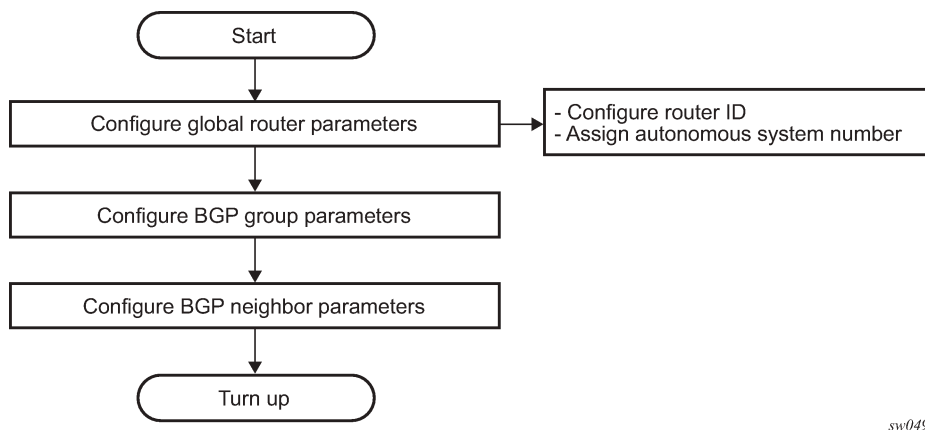 Start
Configure global router parameters
- Configure router ID
- Assign autonomous system number
Configure BGP group parameters
Configure BGP neighbor parameters
Turn up
sw049